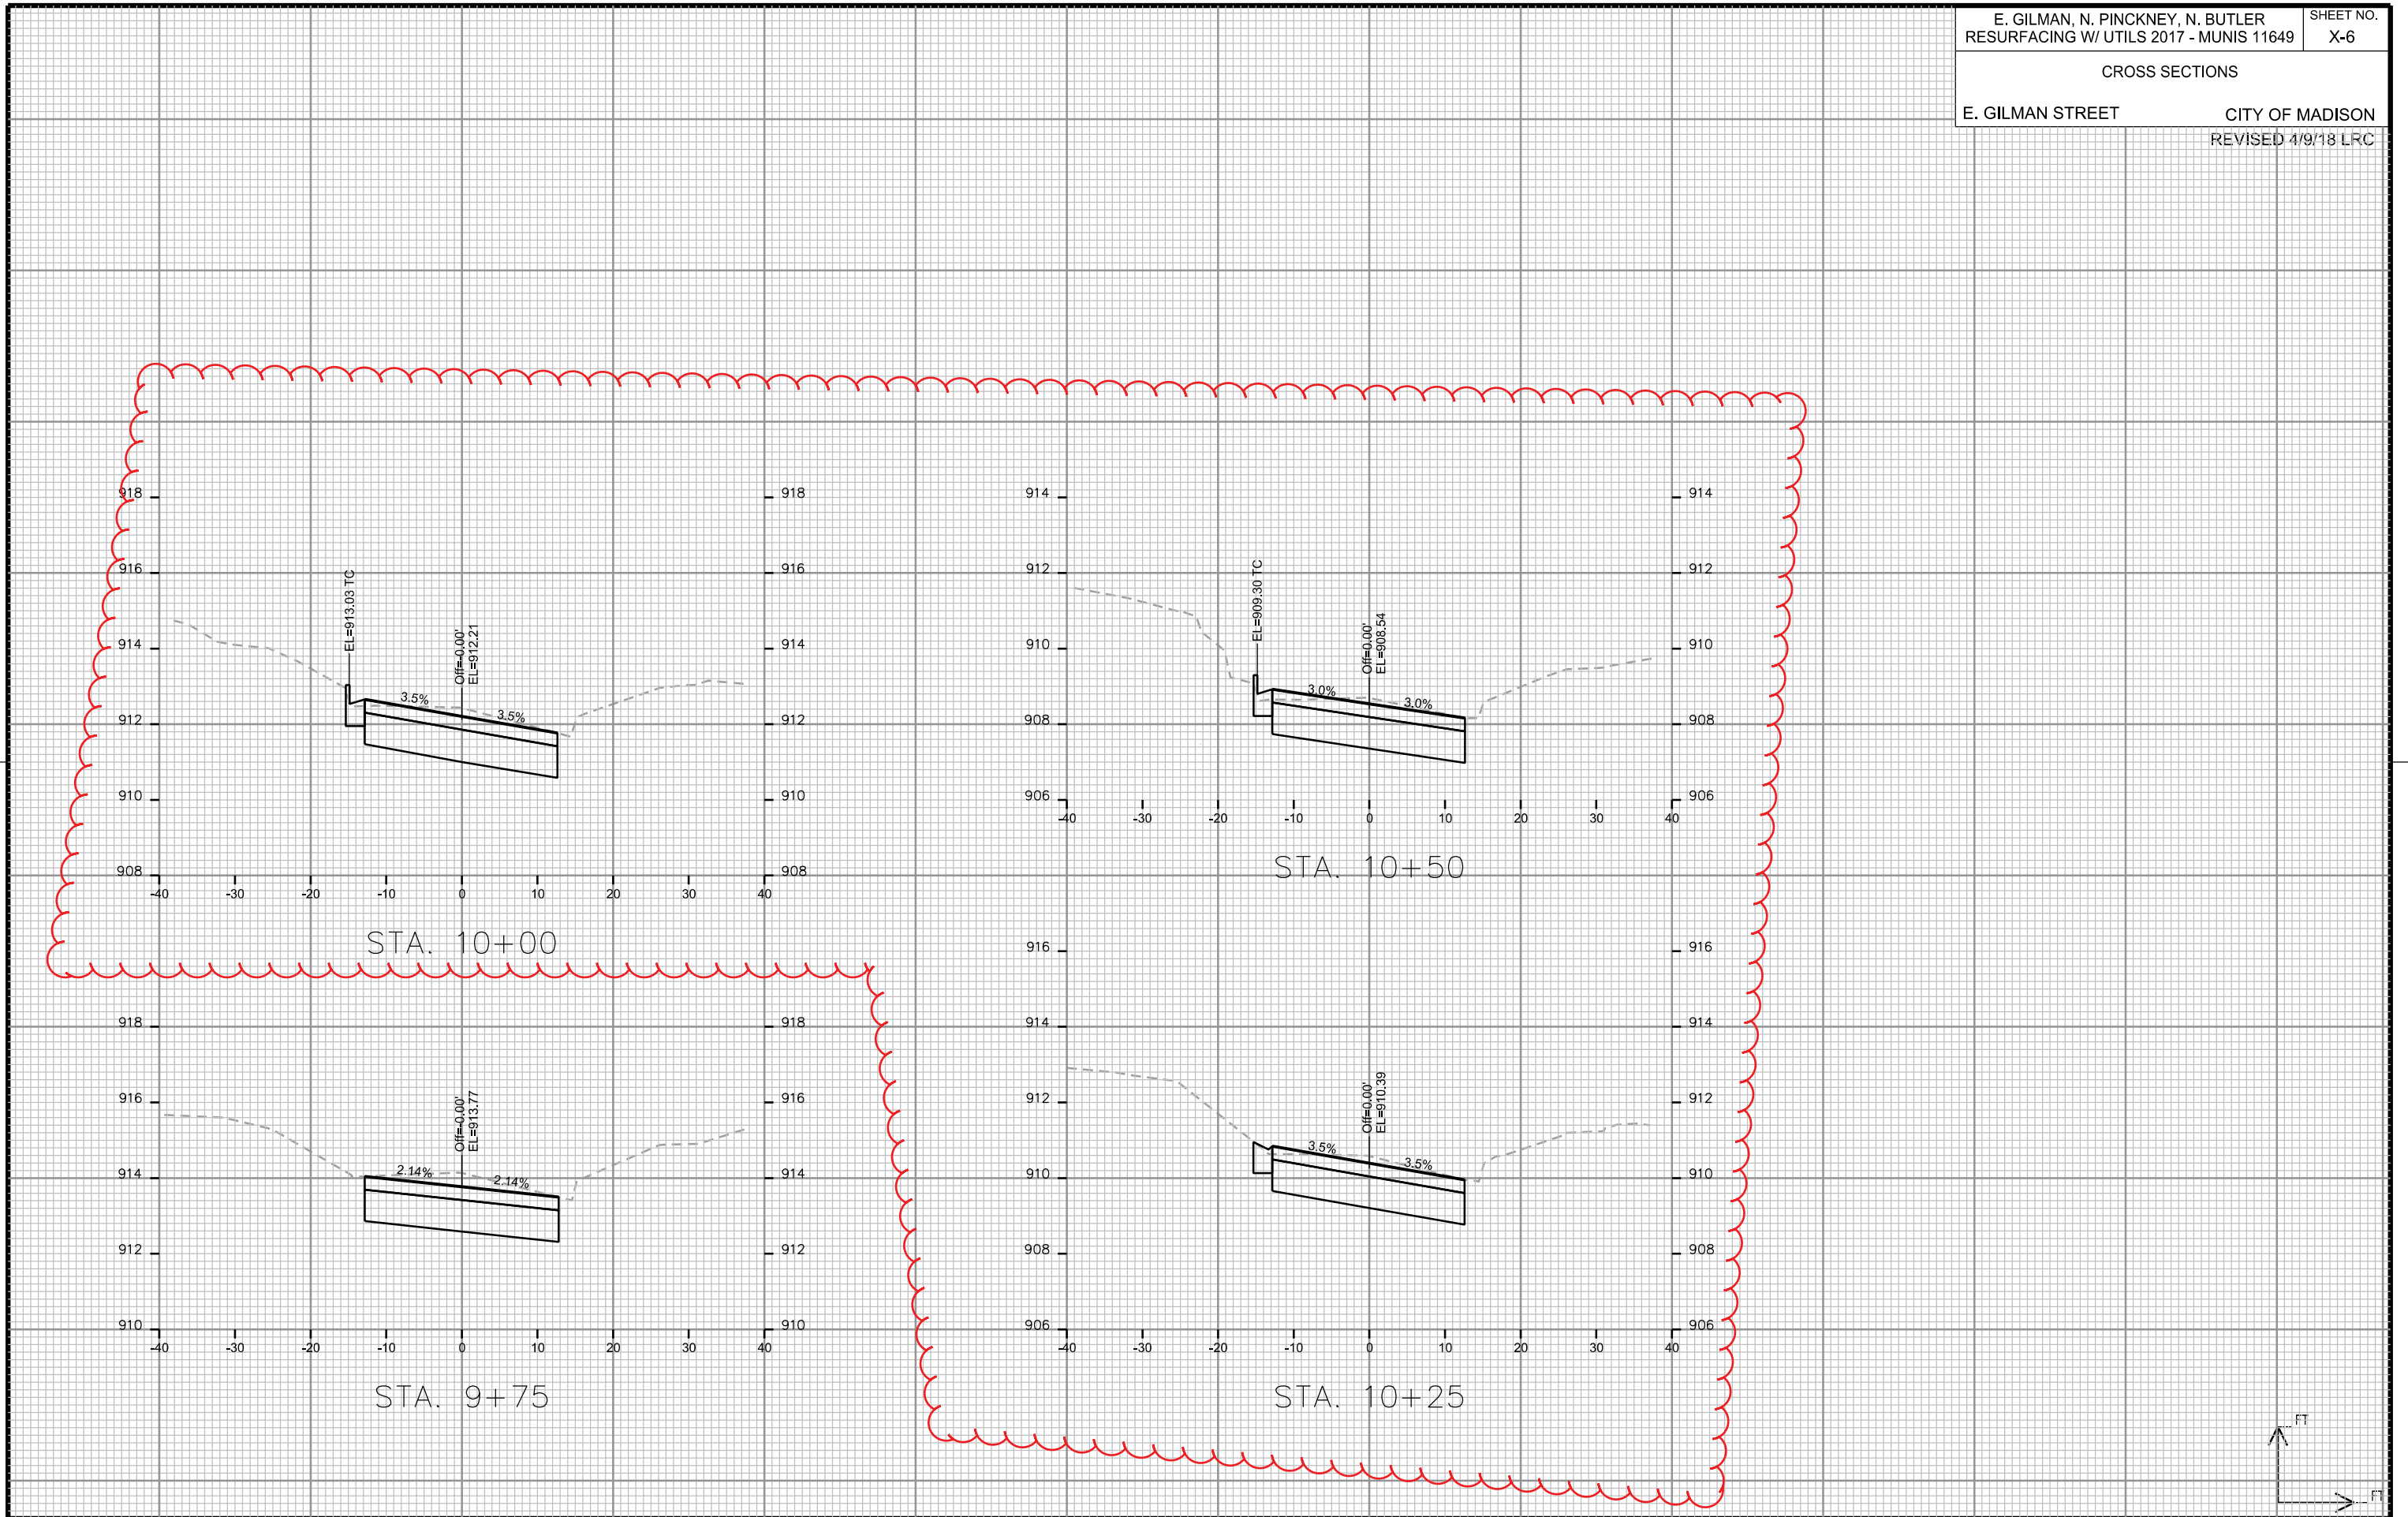 E. GILMAN, N. PINCKNEY, N. BUTLER
RESURFACING W/ UTILS 2017 - MUNIS 11649
SHEET NO.
X-6
CROSS SECTIONS
E. GILMAN STREET
CITY OF MADISON
REVISED 4/9/18 LRC
918
918
916
916
914
914
912
912
910
910
908
908
EL=913.03 TC
Off=-0.00'
EL=912.21
3.5%
3.5%
-40 -30 -20 -10 0 10 20 30 40
STA. 10+00
914
914
912
912
910
910
908
908
906
906
EL=909.30 TC
Off=0.00'
EL=908.54
3.0%
3.0%
-40 -30 -20 -10 0 10 20 30 40
STA. 10+50
918
918
916
916
914
914
912
912
910
910
Off=-0.00'
EL=913.77
2.14%
2.14%
-40 -30 -20 -10 0 10 20 30 40
STA. 9+75
916
916
914
914
912
912
910
910
908
908
906
906
Off=0.00'
EL=910.39
3.5%
3.5%
-40 -30 -20 -10 0 10 20 30 40
STA. 10+25
FT
FT